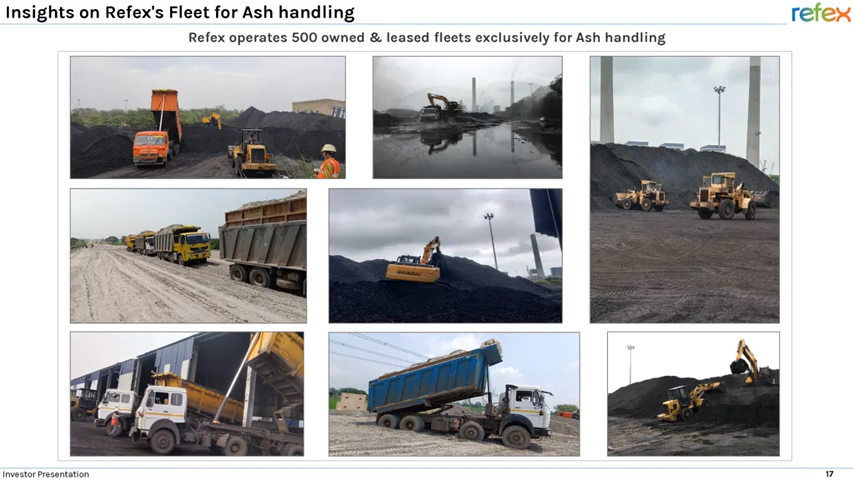 Insights on Refex's Fleet for Ash handling
refex
Refex operates 500 owned & leased fleets exclusively for Ash handling
HYUNDAI
Investor Presentation
17